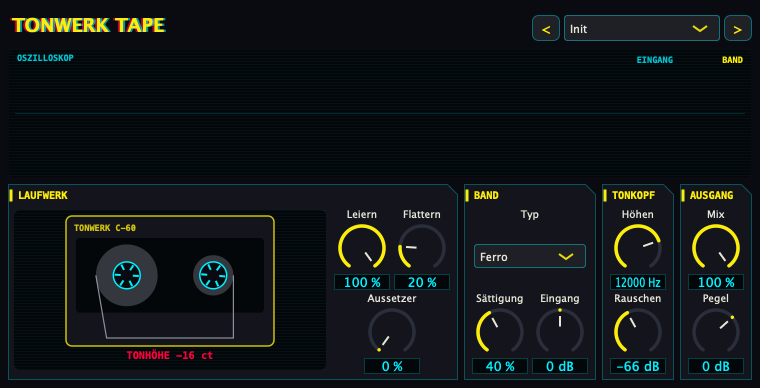 TONWERK TAPE
< Init >
OSZILLOSKOP EINGANG BAND
LAUFWERK
TONWERK C-60
TONHÖHE -16 ct
Leiern Flattern
100 % 20 %
Aussetzer
0 %
BAND
Typ
Ferro
Sättigung Eingang
40 % 0 dB
TONKOPF
Höhen
12000 Hz
Rauschen
-66 dB
AUSGANG
Mix
100 %
Pegel
0 dB